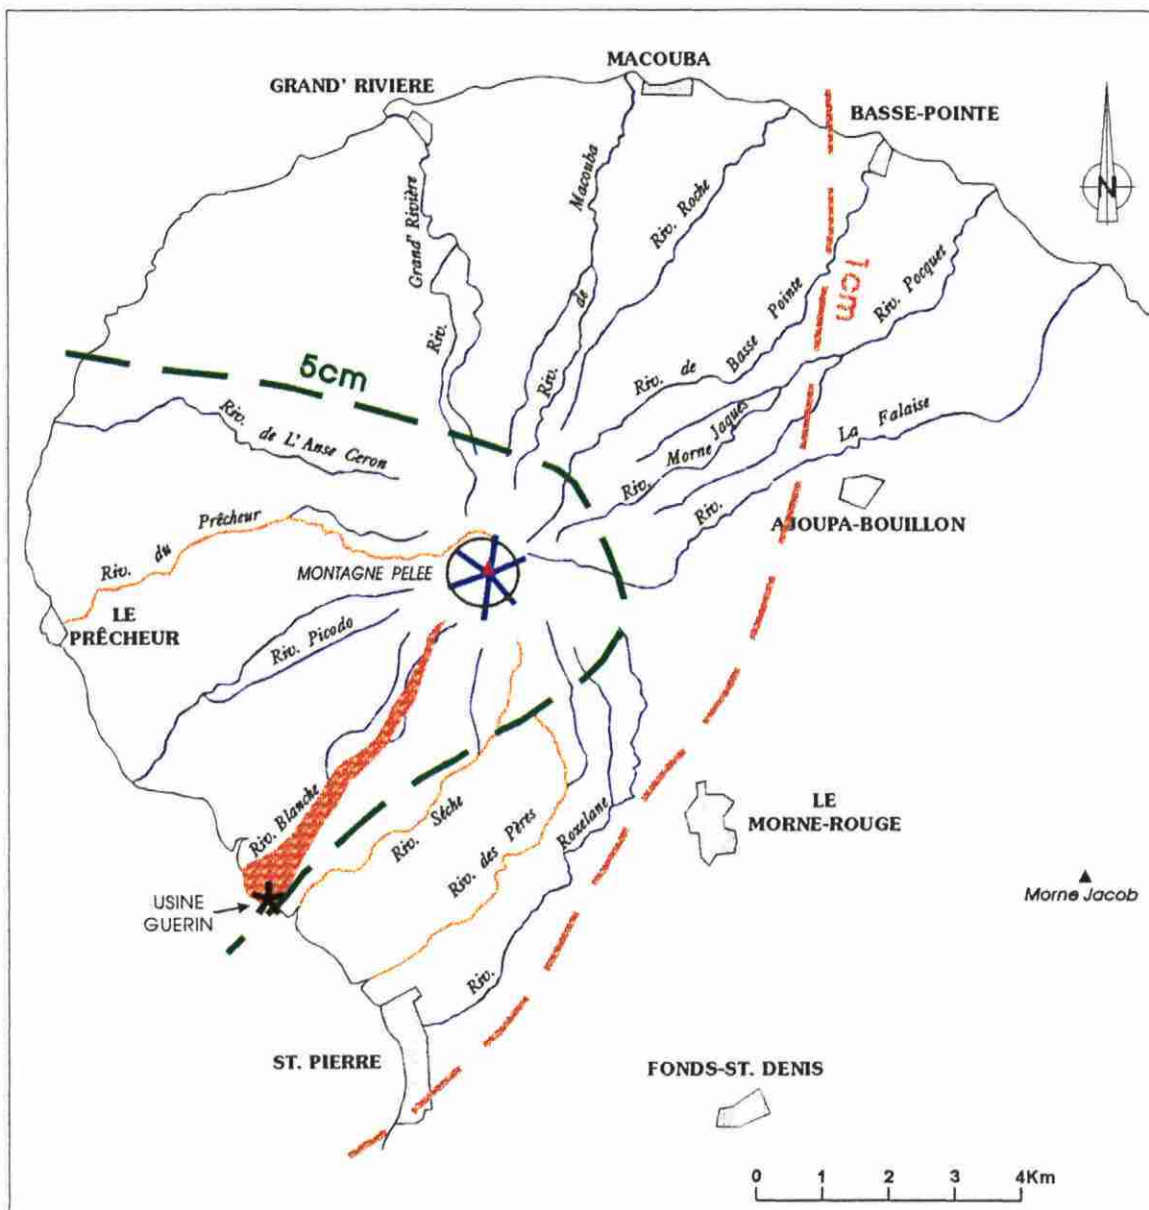 MACOUBA
GRAND' RIVIERE
BASSE-POINTE
N
Grand' Rivière
Riv.
Macouba
de
Riv.
Riv. Roche
1cm
Riv. Pocquet
Riv. de Basse Pointe
5cm
Riv.
de L'Anse Ceron
Riv. Morne Jaques
Riv. La Falaise
AJOUPA-BOUILLON
Riv. du Prêcheur
MONTAGNE PELEE
LE
PRÊCHEUR
Riv. Picodo
Riv. Blanche
Riv. Sèche
Riv. des Pères
Riv. Roxelane
LE
MORNE-ROUGE
Morne Jacob
USINE
GUERIN
ST. PIERRE
FONDS-ST. DENIS
0 1 2 3 4Km